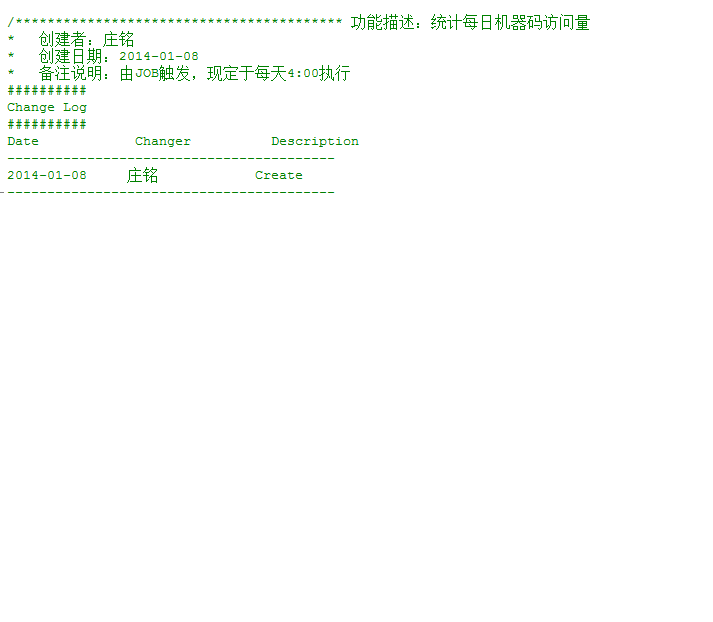 /***************************************** 功能描述：统计每日机器码访问量
*   创建者：庄铭
*   创建日期：2014-01-08
*   备注说明：由JOB触发，现定于每天4:00执行
##########
Change Log
##########
Date            Changer          Description
-----------------------------------------
2014-01-08     庄铭            Create
------------------------------------------